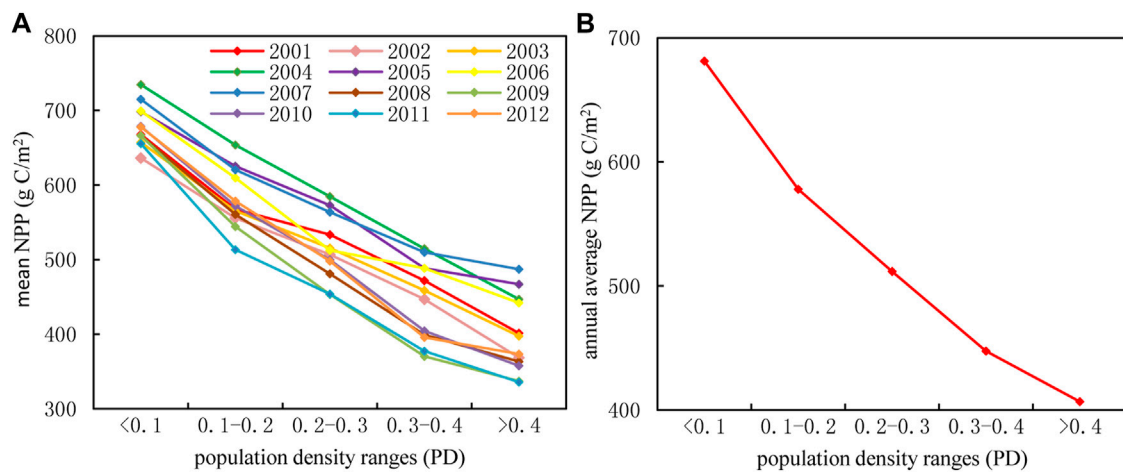 A
mean NPP (g C/m²)
800
700
600
500
400
300
2001 2002 2003
2004 2005 2006
2007 2008 2009
2010 2011 2012
<0.1 0.1-0.2 0.2-0.3 0.3-0.4 >0.4
population density ranges (PD)
B
annual average NPP (g C/m²)
700
600
500
400
<0.1 0.1-0.2 0.2-0.3 0.3-0.4 >0.4
population density ranges (PD)